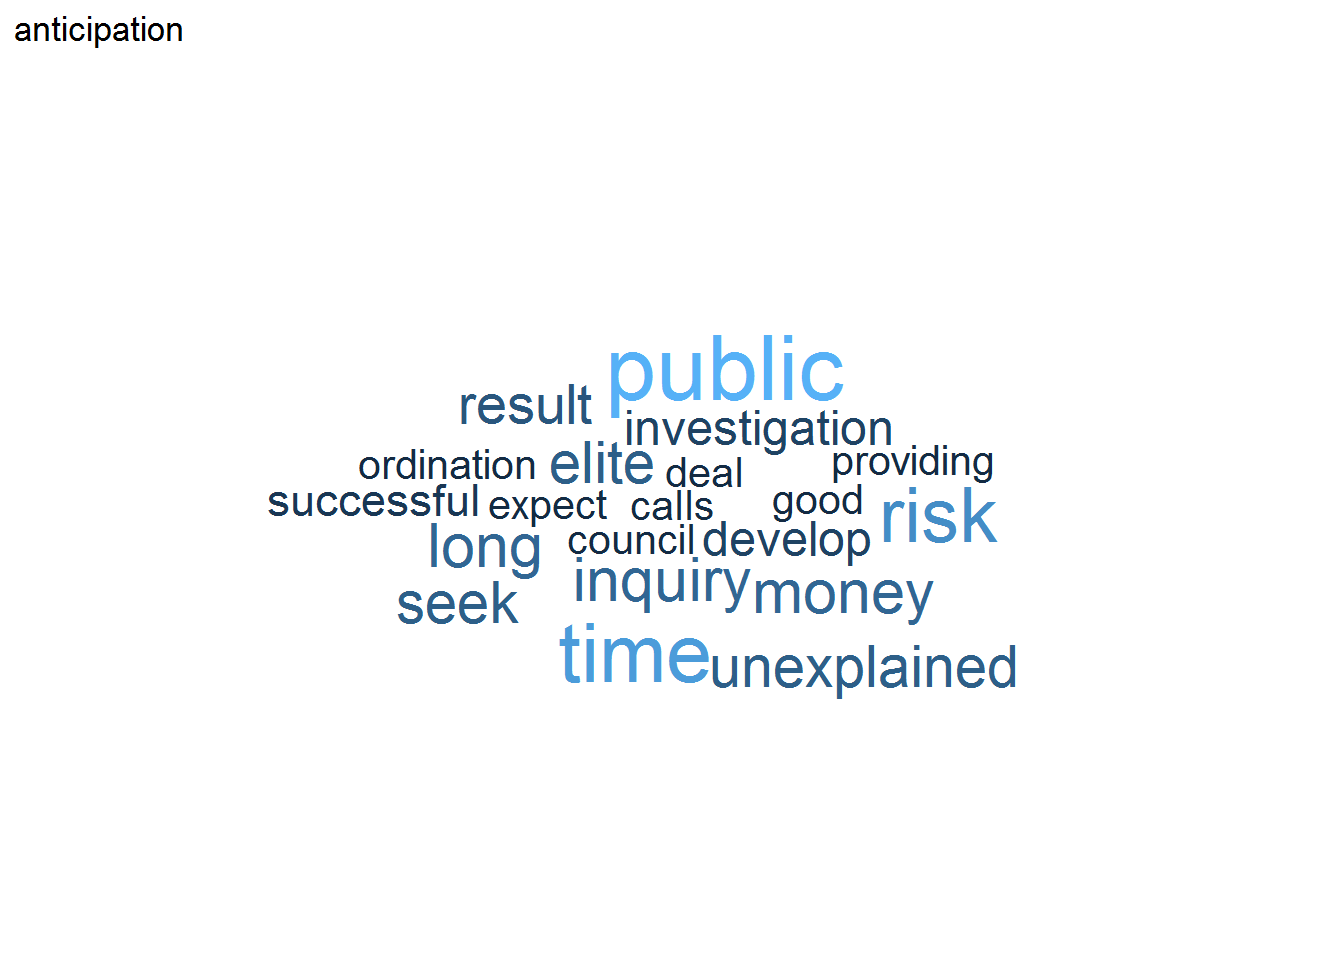 anticipation
public
result
investigation
ordination elite deal providing
successful expect calls good risk
long council develop
seek inquiry money
time unexplained